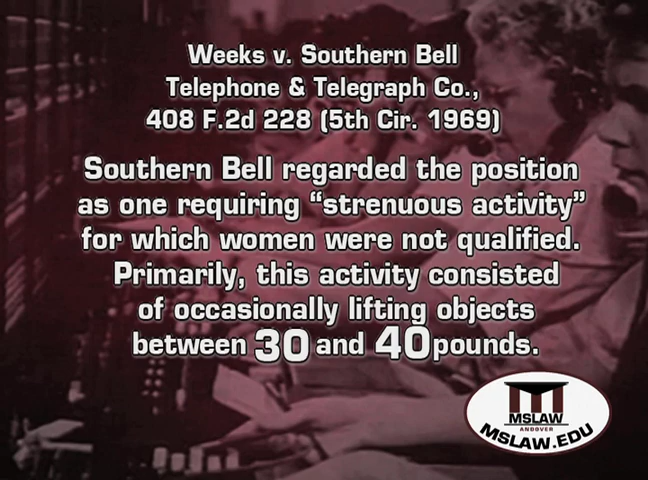 Weeks v. Southern Bell
Telephone & Telegraph Co.,
408 F.2d 228 (5th Cir. 1969)
Southern Bell regarded the position
as one requiring “strenuous activity”
for which women were not qualified.
Primarily, this activity consisted
of occasionally lifting objects
between 30 and 40 pounds.
MSLAW
ANDOVER
MSLAW.EDU